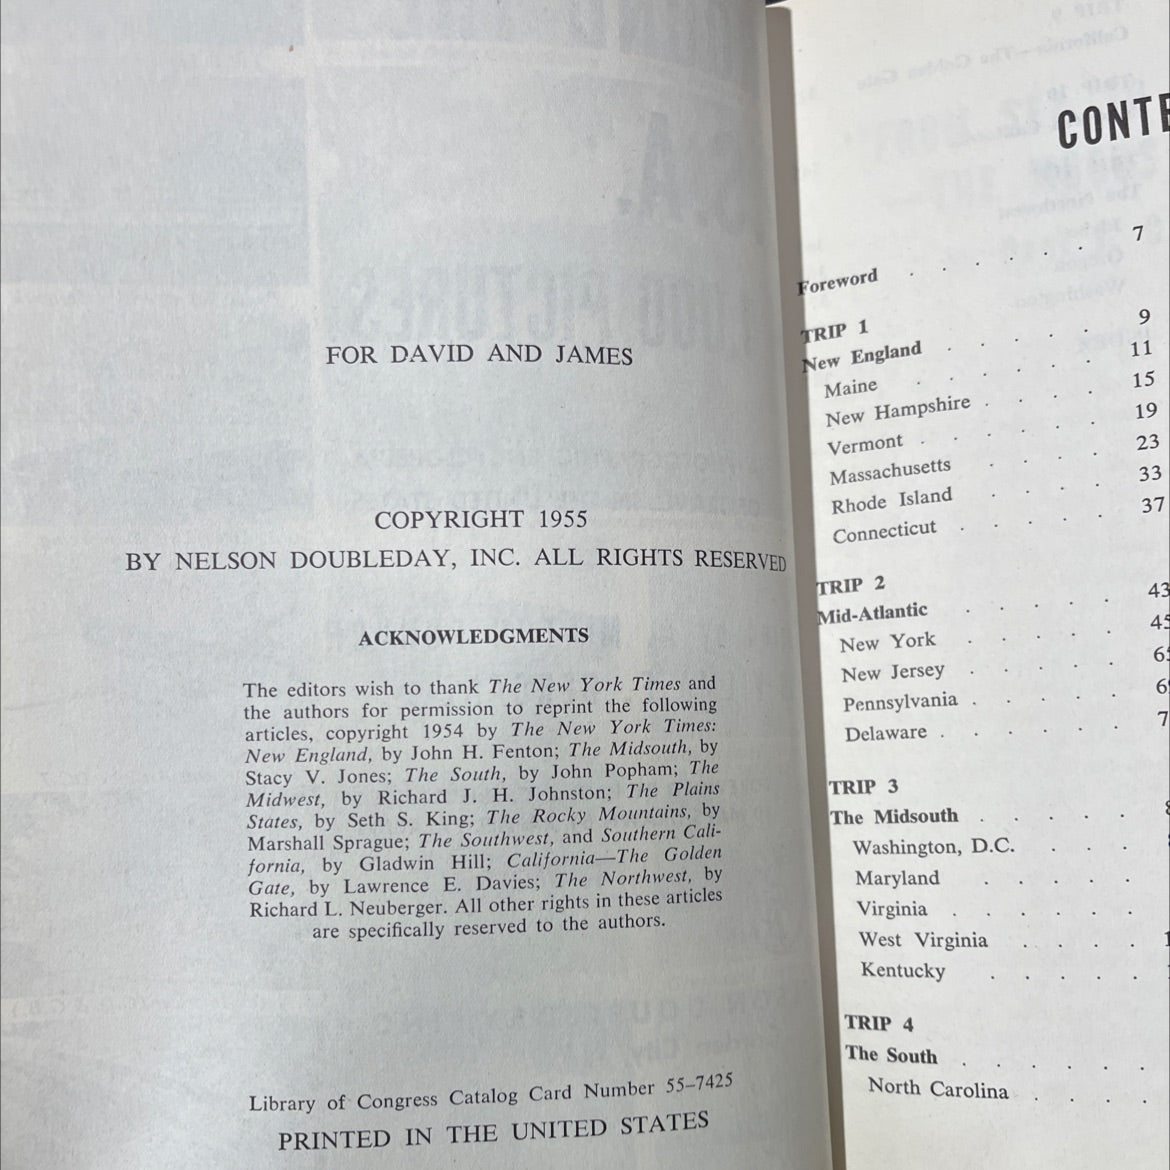 FOR DAVID AND JAMES
COPYRIGHT 1955
BY NELSON DOUBLEDAY, INC. ALL RIGHTS RESERVED
ACKNOWLEDGMENTS
The editors wish to thank The New York Times and
the authors for permission to reprint the following
articles, copyright 1954 by The New York Times:
New England, by John H. Fenton; The Midsouth, by
Stacy V. Jones; The South, by John Popham; The
Midwest, by Richard J. H. Johnston; The Plains
States, by Seth S. King; The Rocky Mountains, by
Marshall Sprague; The Southwest, and Southern Cali-
fornia, by Gladwin Hill; California—The Golden
Gate, by Lawrence E. Davies; The Northwest, by
Richard L. Neuberger. All other rights in these articles
are specifically reserved to the authors.
Library of Congress Catalog Card Number 55-7425
PRINTED IN THE UNITED STATES
CONTE
Foreword . . . . . . 7
TRIP 1
New England . . . . . 9
Maine . . . . . . 11
New Hampshire . . . . 15
Vermont . . . . . . 19
Massachusetts . . . . 23
Rhode Island . . . . 33
Connecticut . . . . . 37
TRIP 2
Mid-Atlantic . . . . . 43
New York . . . . . 45
New Jersey . . . . .
Pennsylvania . . . . .
Delaware . . . . . .
TRIP 3
The Midsouth . . . . .
Washington, D.C. . . . .
Maryland . . . . .
Virginia . . . . . .
West Virginia . . . .
Kentucky . . . . .
TRIP 4
The South . . . . . .
North Carolina . . . .